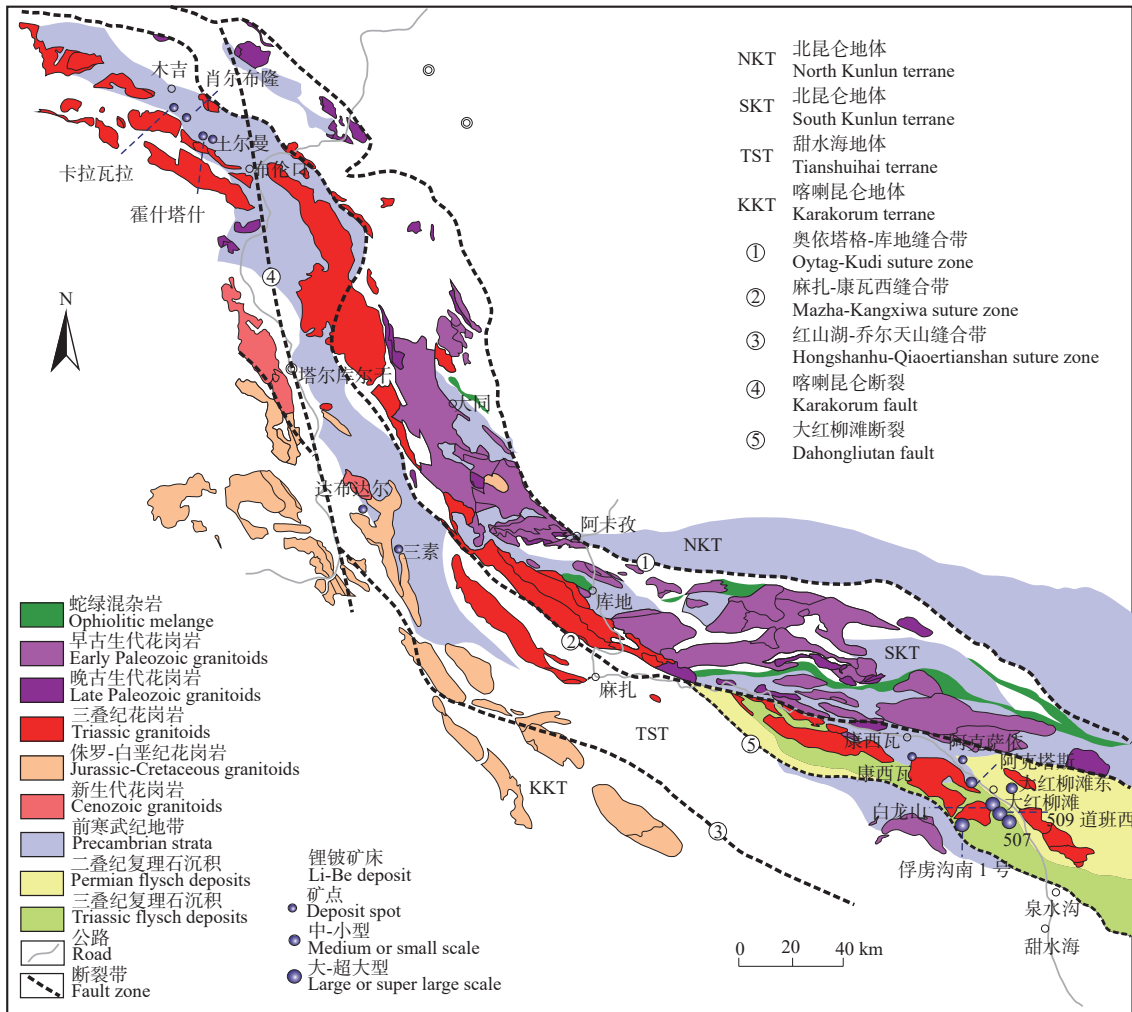 木吉
肖尔布隆
土尔曼
布伦口
卡拉瓦拉
霍什塔什
④
N
塔尔库尔干
大同
达布达尔
三素
阿卡孜
NKT
①
库地
②
麻扎
SKT
TST
⑤
KKT
③
康西瓦
阿克萨依
康西瓦
阿克塔斯
大红柳滩东
大红柳滩
白龙山
509 道班西
507
俘虏沟南 1 号
泉水沟
甜水海
NKT
北昆仑地体
North Kunlun terrane
SKT
北昆仑地体
South Kunlun terrane
TST
甜水海地体
Tianshuihai terrane
KKT
喀喇昆仑地体
Karakorum terrane
①
奥依塔格-库地缝合带
Oytag-Kudi suture zone
②
麻扎-康瓦西缝合带
Mazha-Kangxiwa suture zone
③
红山湖-乔尔天山缝合带
Hongshanhu-Qiaoertianshan suture zone
④
喀喇昆仑断裂
Karakorum fault
⑤
大红柳滩断裂
Dahongliutan fault
蛇绿混杂岩
Ophiolitic melange
早古生代花岗岩
Early Paleozoic granitoids
晚古生代花岗岩
Late Paleozoic granitoids
三叠纪花岗岩
Triassic granitoids
侏罗-白垩纪花岗岩
Jurassic-Cretaceous granitoids
新生代花岗岩
Cenozoic granitoids
前寒武纪地带
Precambrian strata
二叠纪复理石沉积
Permian flysch deposits
三叠纪复理石沉积
Triassic flysch deposits
公路
Road
断裂带
Fault zone
锂铍矿床
Li-Be deposit
矿点
Deposit spot
中-小型
Medium or small scale
大-超大型
Large or super large scale
0 20 40 km